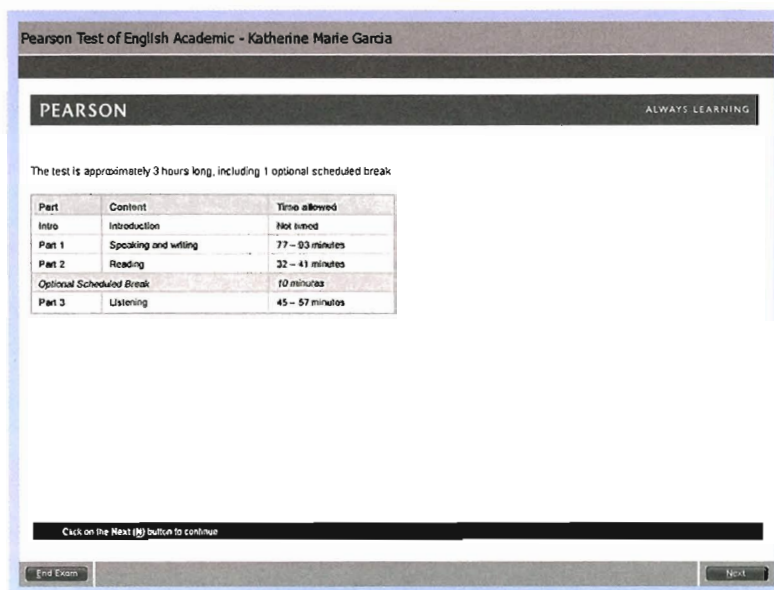 Pearson Test of English Academic - Katherine Marie Garcia
PEARSON
ALWAYS LEARNING
The test is approximately 3 hours long, including 1 optional scheduled break
Part Content Time allowed
Intro Introduction Not timed
Part 1 Speaking and writing 77 – 93 minutes
Part 2 Reading 32 – 41 minutes
Optional Scheduled Break 10 minutes
Part 3 Listening 45 – 57 minutes
Click on the Next (N) button to continue
End Exam Next